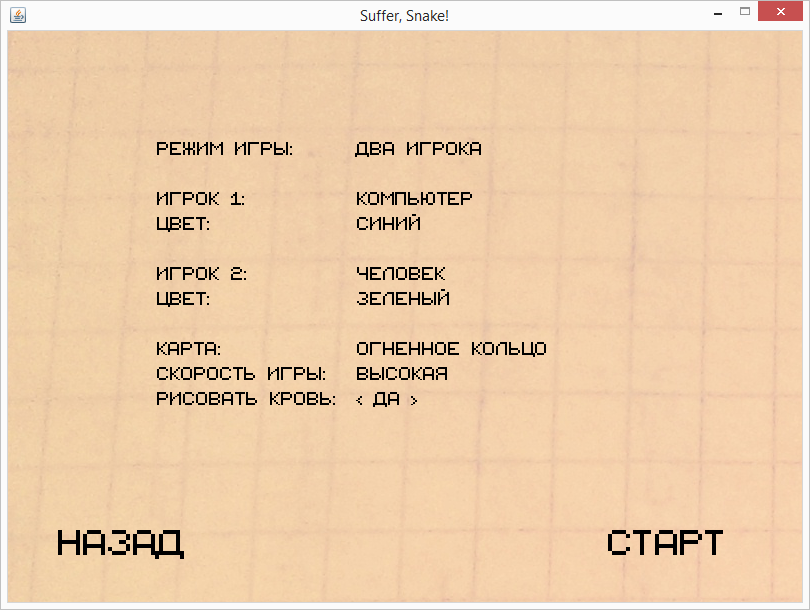 Suffer, Snake!
РЕЖИМ ИГРЫ: ДВА ИГРОКА
ИГРОК 1: КОМПЬЮТЕР
ЦВЕТ: СИНИЙ
ИГРОК 2: ЧЕЛОВЕК
ЦВЕТ: ЗЕЛЕНЫЙ
КАРТА: ОГНЕННОЕ КОЛЬЦО
СКОРОСТЬ ИГРЫ: ВЫСОКАЯ
РИСОВАТЬ КРОВЬ: < ДА >
НАЗАД СТАРТ